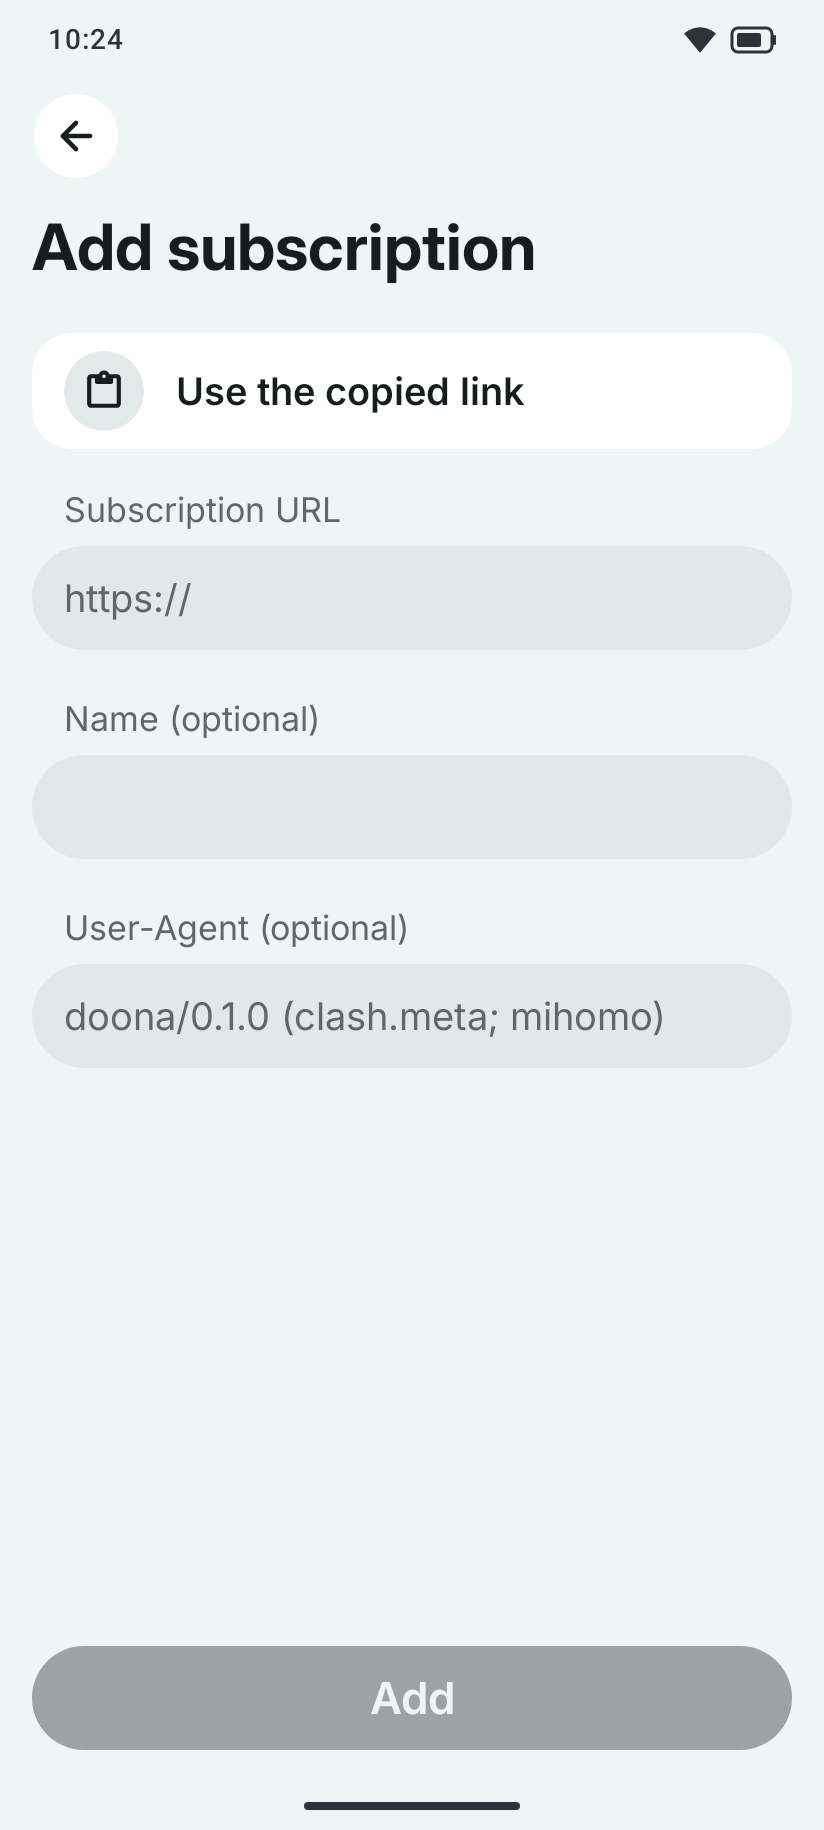 10:24
Add subscription
Use the copied link
Subscription URL
https://
Name (optional)
User-Agent (optional)
doona/0.1.0 (clash.meta; mihomo)
Add